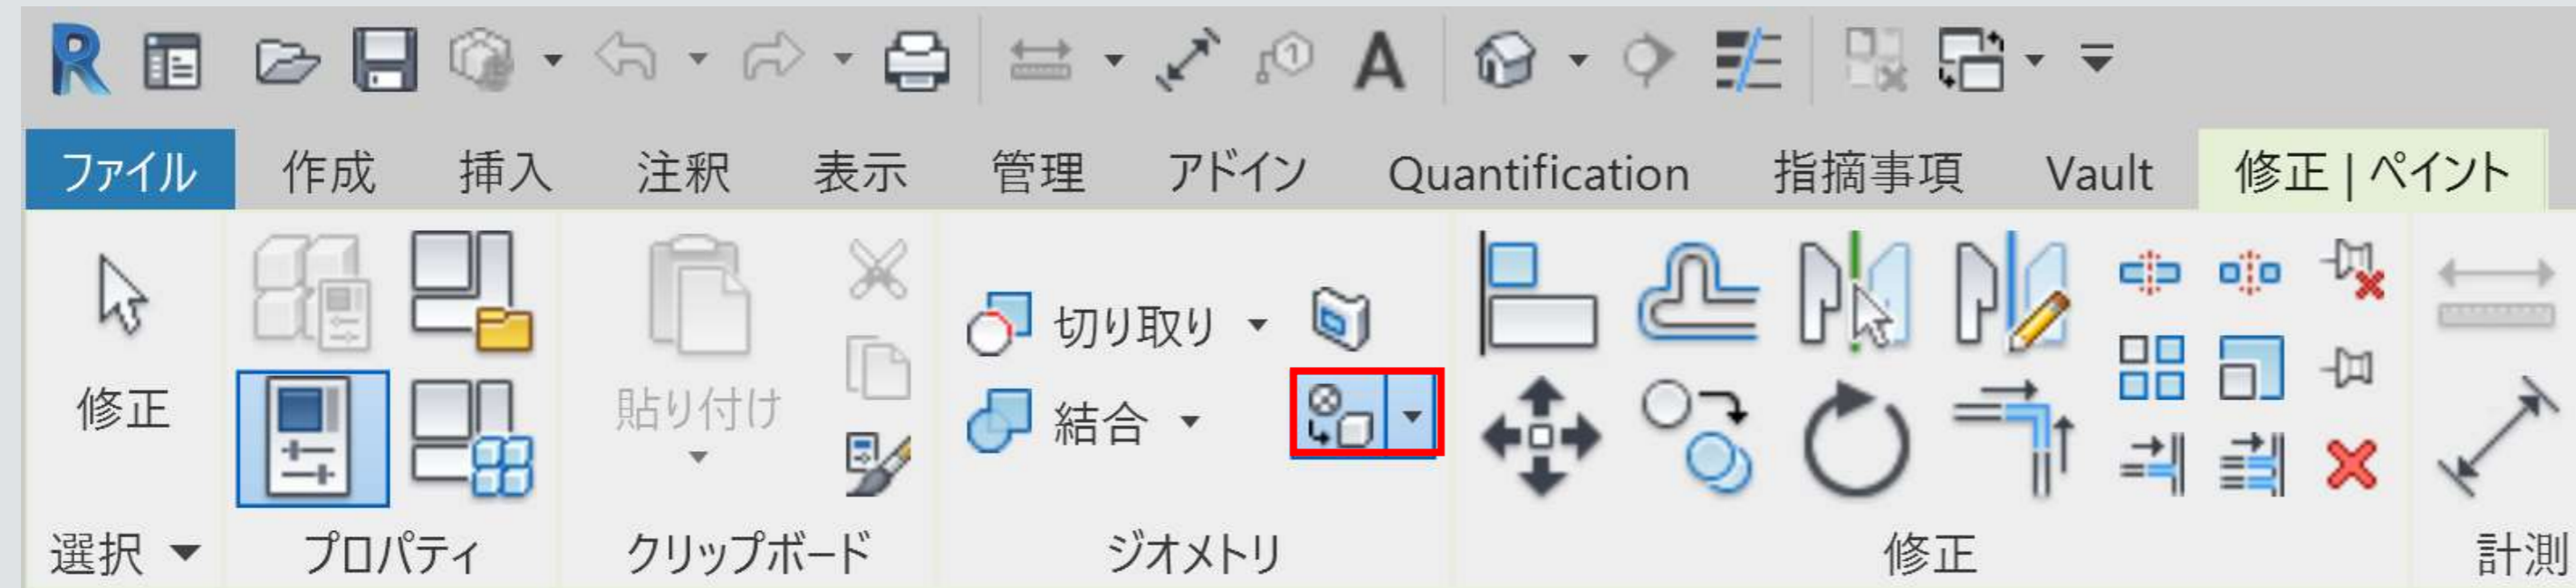 ファイル 作成 挿入 注釈 表示 管理 アドイン Quantification 指摘事項 Vault 修正 | ペイント
切り取り
修正 貼り付け 結合
選択 プロパティ クリップボード ジオメトリ 修正 計測